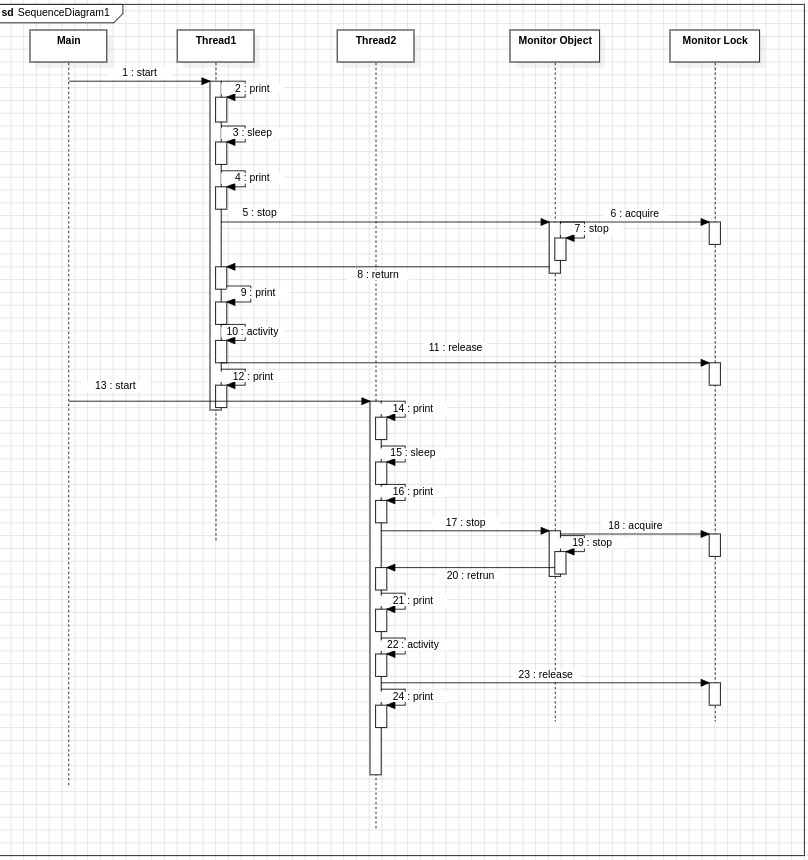 sd SequenceDiagram1
Main
Thread1
Thread2
Monitor Object
Monitor Lock
1 : start
2 : print
3 : sleep
4 : print
5 : stop
6 : acquire
7 : stop
8 : return
9 : print
10 : activity
11 : release
12 : print
13 : start
14 : print
15 : sleep
16 : print
17 : stop
18 : acquire
19 : stop
20 : retrun
21 : print
22 : activity
23 : release
24 : print